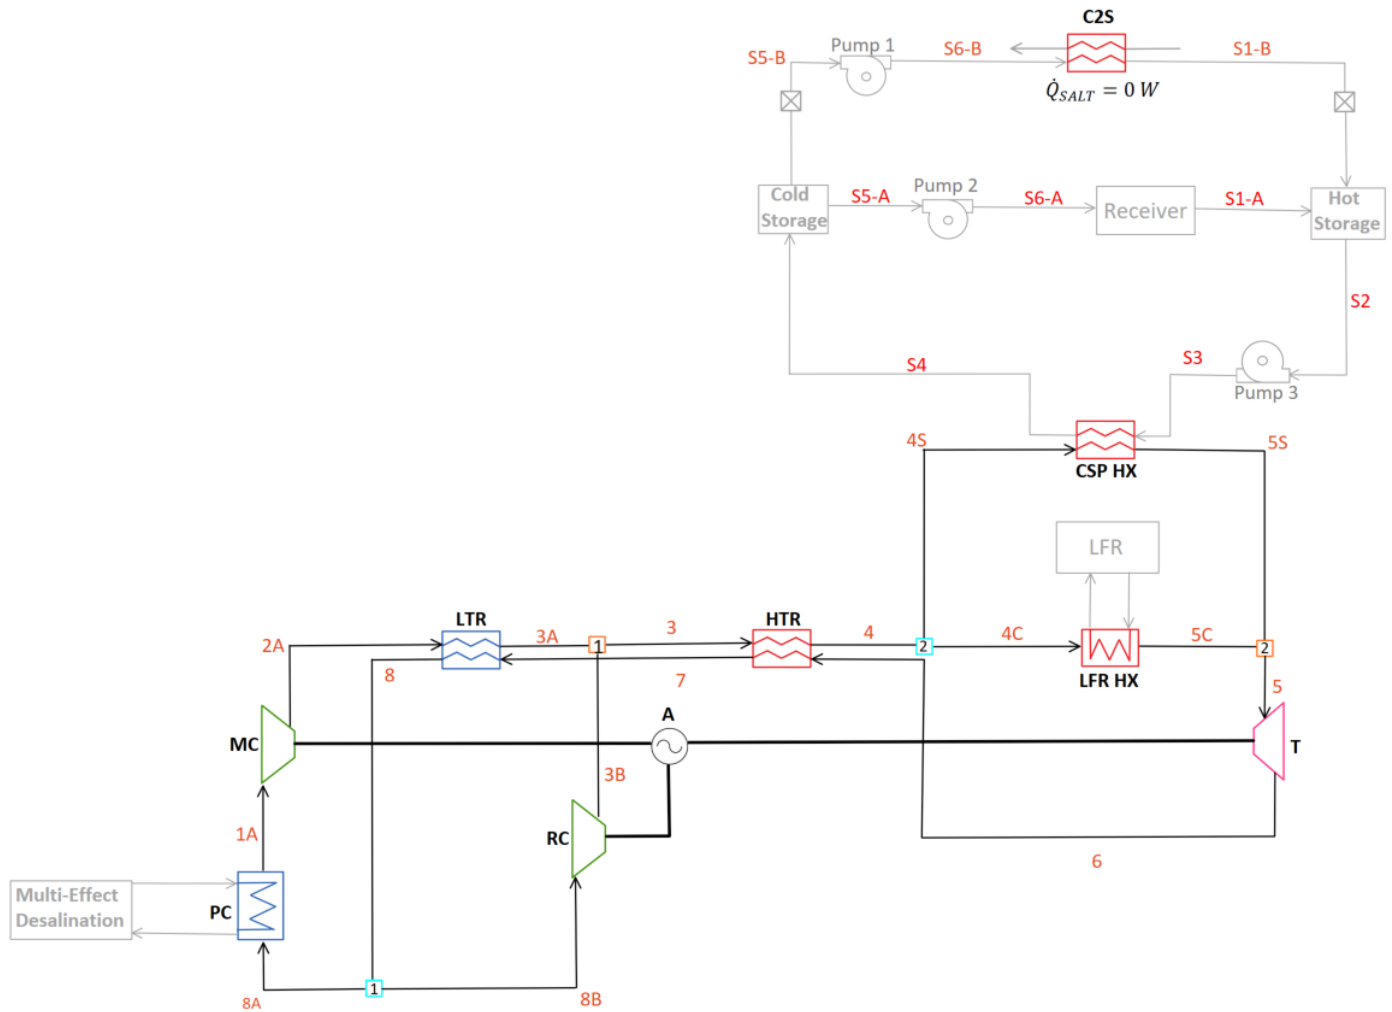 C2S
Pump 1
S5-B
S6-B
S1-B
Q̇SALT = 0 W
Cold
Storage
S5-A
Pump 2
S6-A
Receiver
S1-A
Hot
Storage
S2
S4
S3
Pump 3
4S
5S
CSP HX
LFR
LTR
HTR
2A
3A
1
3
4
2
4C
5C
2
8
7
LFR HX
5
MC
A
T
3B
1A
RC
6
Multi-Effect
Desalination
PC
8A
1
8B